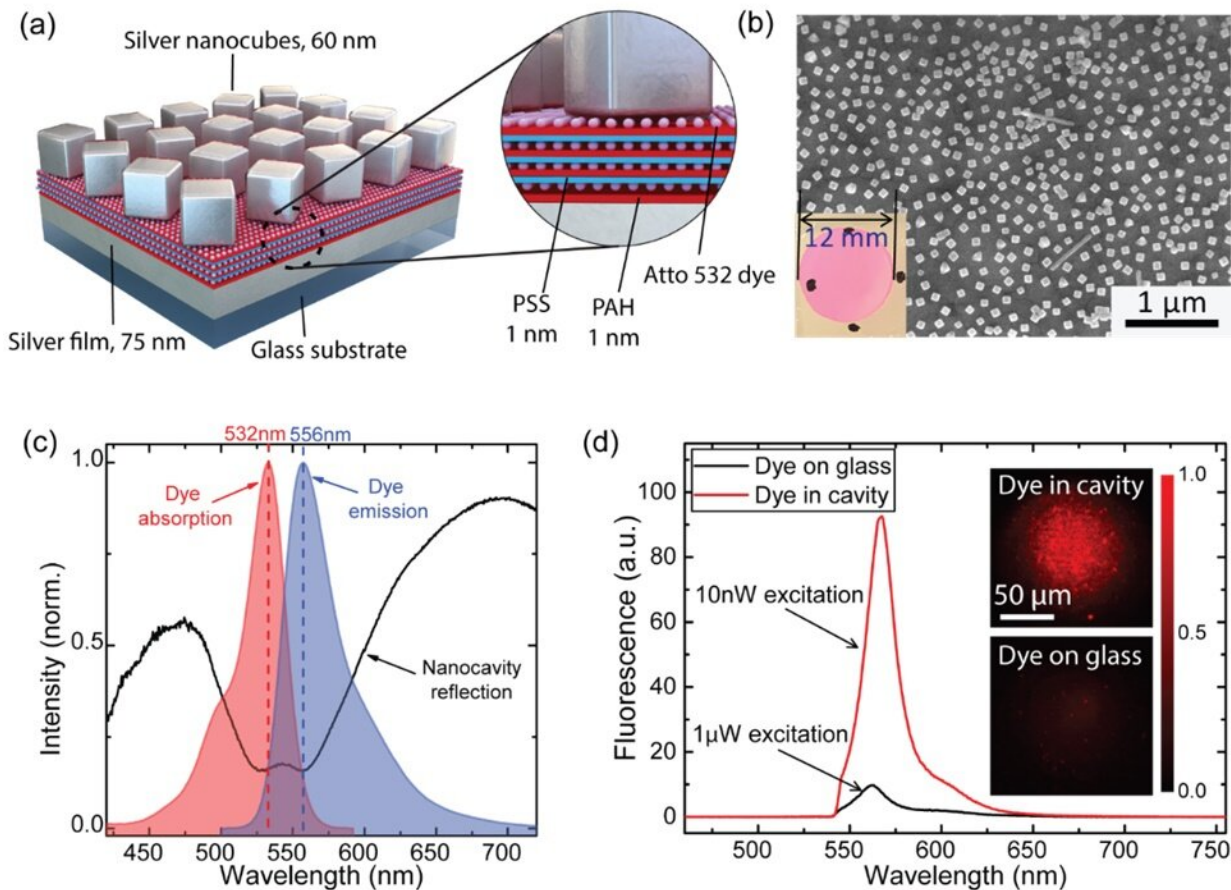 (a)
Silver nanocubes, 60 nm
Silver film, 75 nm
Glass substrate
PSS
1 nm
PAH
1 nm
Atto 532 dye
(b)
12 mm
1 μm
(c)
532nm
556nm
Dye
absorption
Dye
emission
Nanocavity
reflection
Intensity (norm.)
1.0
0.5
0.0
450
500
550
600
650
700
Wavelength (nm)
(d)
Dye on glass
Dye in cavity
10nW excitation
1μW excitation
Fluorescence (a.u.)
100
80
60
40
20
0
500
550
600
650
700
750
Wavelength (nm)
Dye in cavity
50 μm
Dye on glass
1.0
0.5
0.0